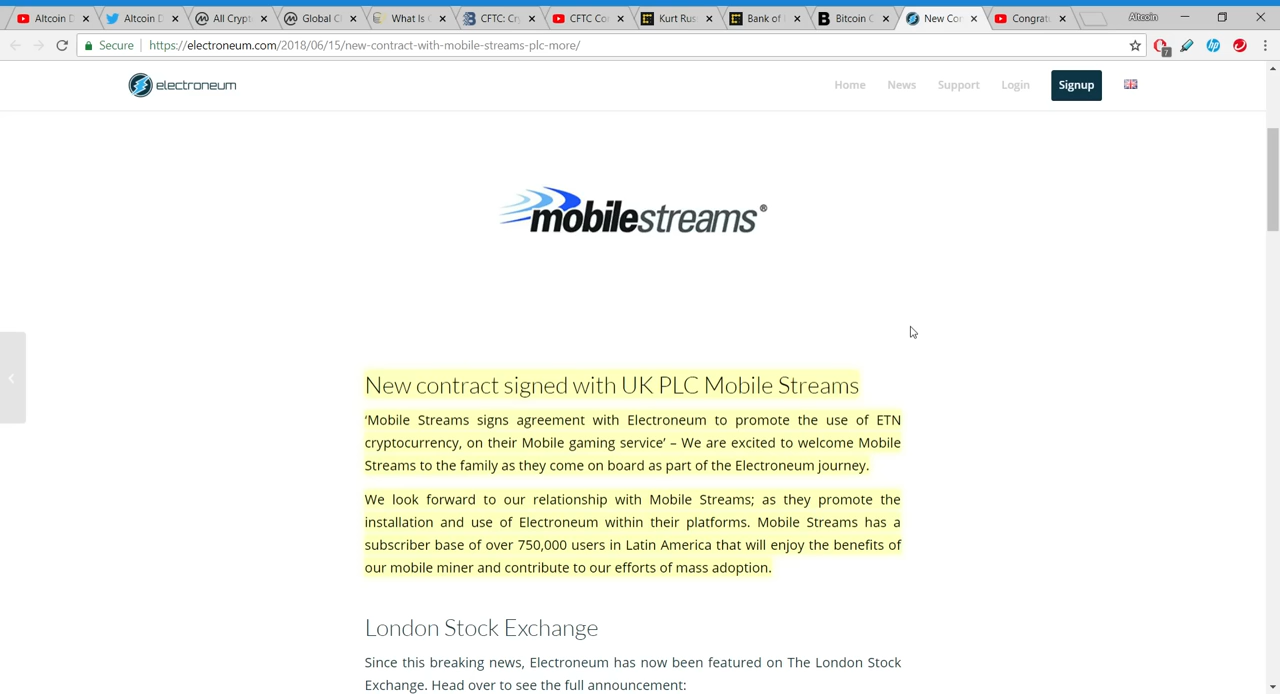 Altcoin D
Altcoin D
All Crypt
Global C
What Is
CFTC: Cr
CFTC Co
Kurt Rus
Bank of
Bitcoin C
New Con
Congrat
Altcoin
Secure
https://electroneum.com/2018/06/15/new-contract-with-mobile-streams-plc-more/
7
electroneum
Home
News
Support
Login
Signup
mobilestreams®
New contract signed with UK PLC Mobile Streams
‘Mobile Streams signs agreement with Electroneum to promote the use of ETN
cryptocurrency, on their Mobile gaming service’ – We are excited to welcome Mobile
Streams to the family as they come on board as part of the Electroneum journey.
We look forward to our relationship with Mobile Streams; as they promote the
installation and use of Electroneum within their platforms. Mobile Streams has a
subscriber base of over 750,000 users in Latin America that will enjoy the benefits of
our mobile miner and contribute to our efforts of mass adoption.
London Stock Exchange
Since this breaking news, Electroneum has now been featured on The London Stock
Exchange. Head over to see the full announcement: